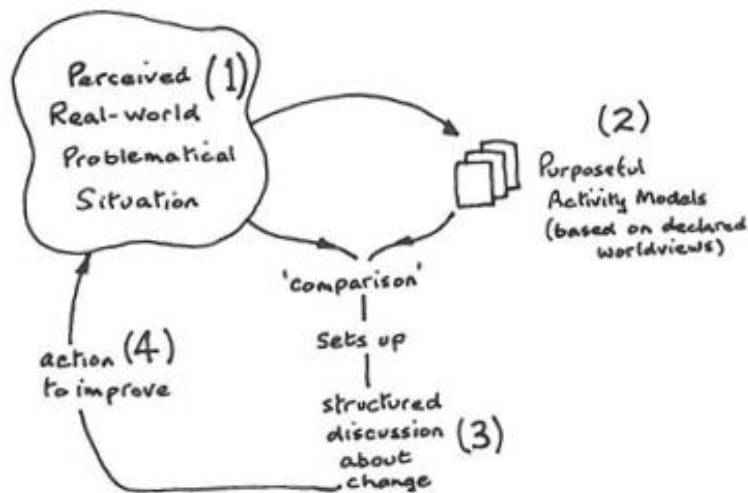 Perceived (1)
Real-world
Problematical
Situation
(2)
Purposeful
Activity Models
(based on declared
worldviews)
'comparison'
sets up
structured
discussion (3)
about
change
action (4)
to improve